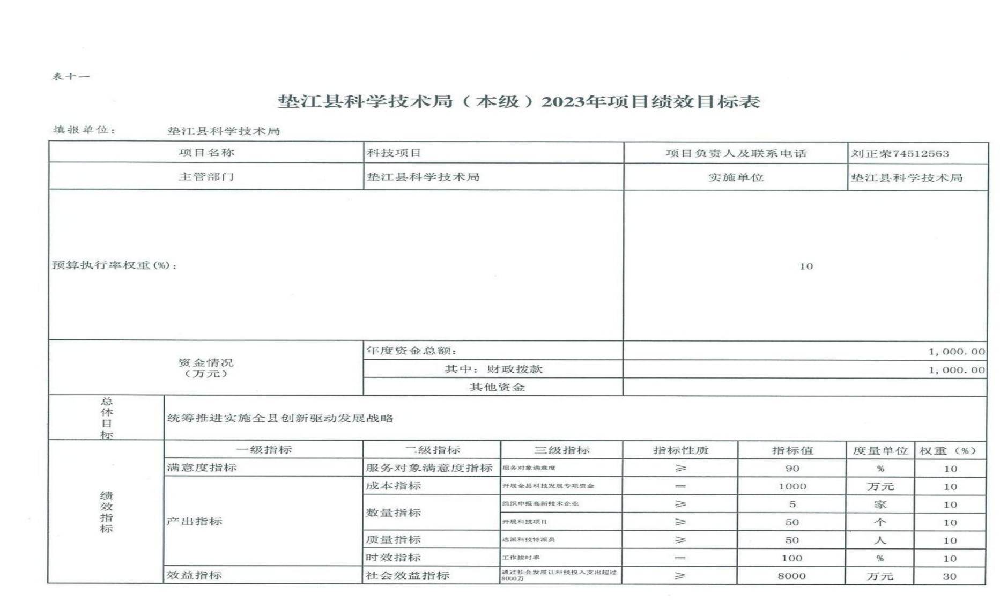 表十一
垫江县科学技术局（本级）2023年项目绩效目标表
填报单位： 垫江县科学技术局
项目名称 科技项目 项目负责人及联系电话 刘正荣74512563
主管部门 垫江县科学技术局 实施单位 垫江县科学技术局
预算执行率权重(%)： 10
资金情况
（万元）
年度资金总额： 1,000.00
其中：财政拨款 1,000.00
其他资金
总体目标
统筹推进实施全县创新驱动发展战略
绩效指标
一级指标 二级指标 三级指标 指标性质 指标值 度量单位 权重（%）
满意度指标 服务对象满意度指标 服务对象满意度 ≥ 90 % 10
产出指标 成本指标 开展全县科技发展专项资金 ＝ 1000 万元 10
数量指标 组织申报高新技术企业 ≥ 5 家 10
开展科技项目 ≥ 50 个 10
质量指标 选派科技特派员 ≥ 50 人 10
时效指标 工作按时率 ＝ 100 % 10
效益指标 社会效益指标 通过社会发展让科技投入支出超过8000万 ≥ 8000 万元 30